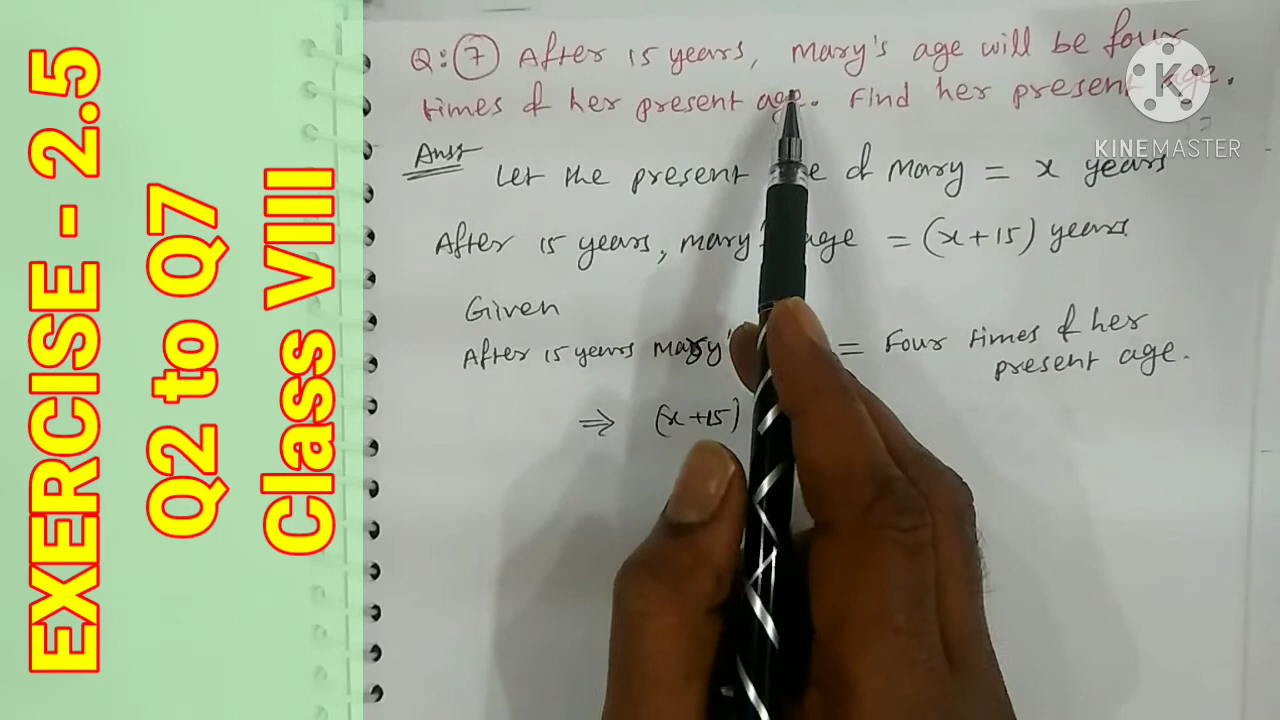 EXERCISE - 2.5
Q2 to Q7
Class VIII
Q: 7 After 15 years, Mary's age will be four
times of her present age. Find her present age.
KINEMASTER
Ans:
Let the present of Mary = x years
After 15 years, mary's age = (x+15) years
Given
After 15 years Mary's = Four times of her
present age.
⇒ (x+15)